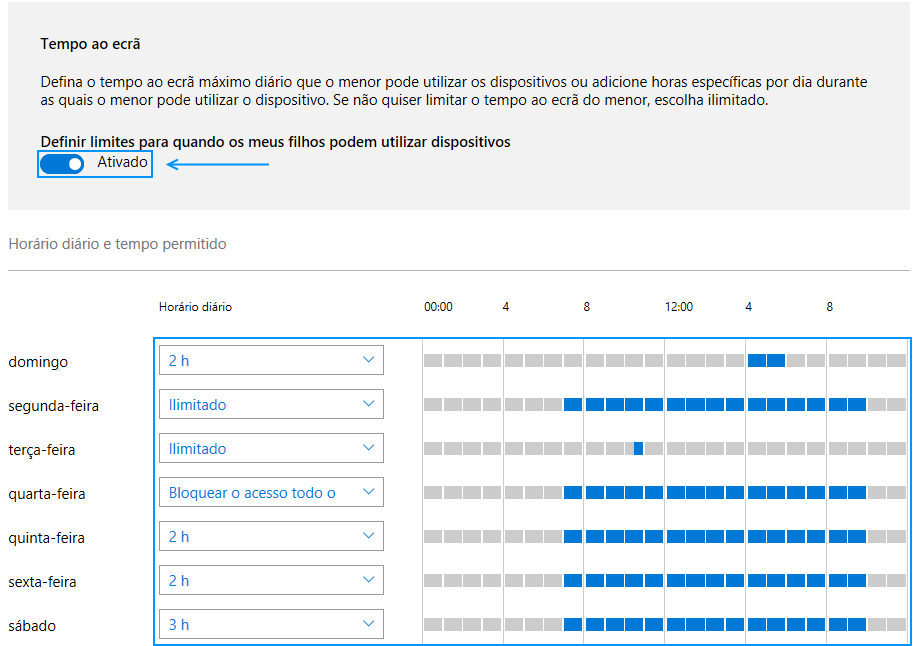 Tempo ao ecrã
Defina o tempo ao ecrã máximo diário que o menor pode utilizar os dispositivos ou adicione horas específicas por dia durante
as quais o menor pode utilizar o dispositivo. Se não quiser limitar o tempo ao ecrã do menor, escolha ilimitado.
Definir limites para quando os meus filhos podem utilizar dispositivos
Ativado
Horário diário e tempo permitido
Horário diário 00:00 4 8 12:00 4 8
domingo 2 h
segunda-feira Ilimitado
terça-feira Ilimitado
quarta-feira Bloquear o acesso todo o
quinta-feira 2 h
sexta-feira 2 h
sábado 3 h